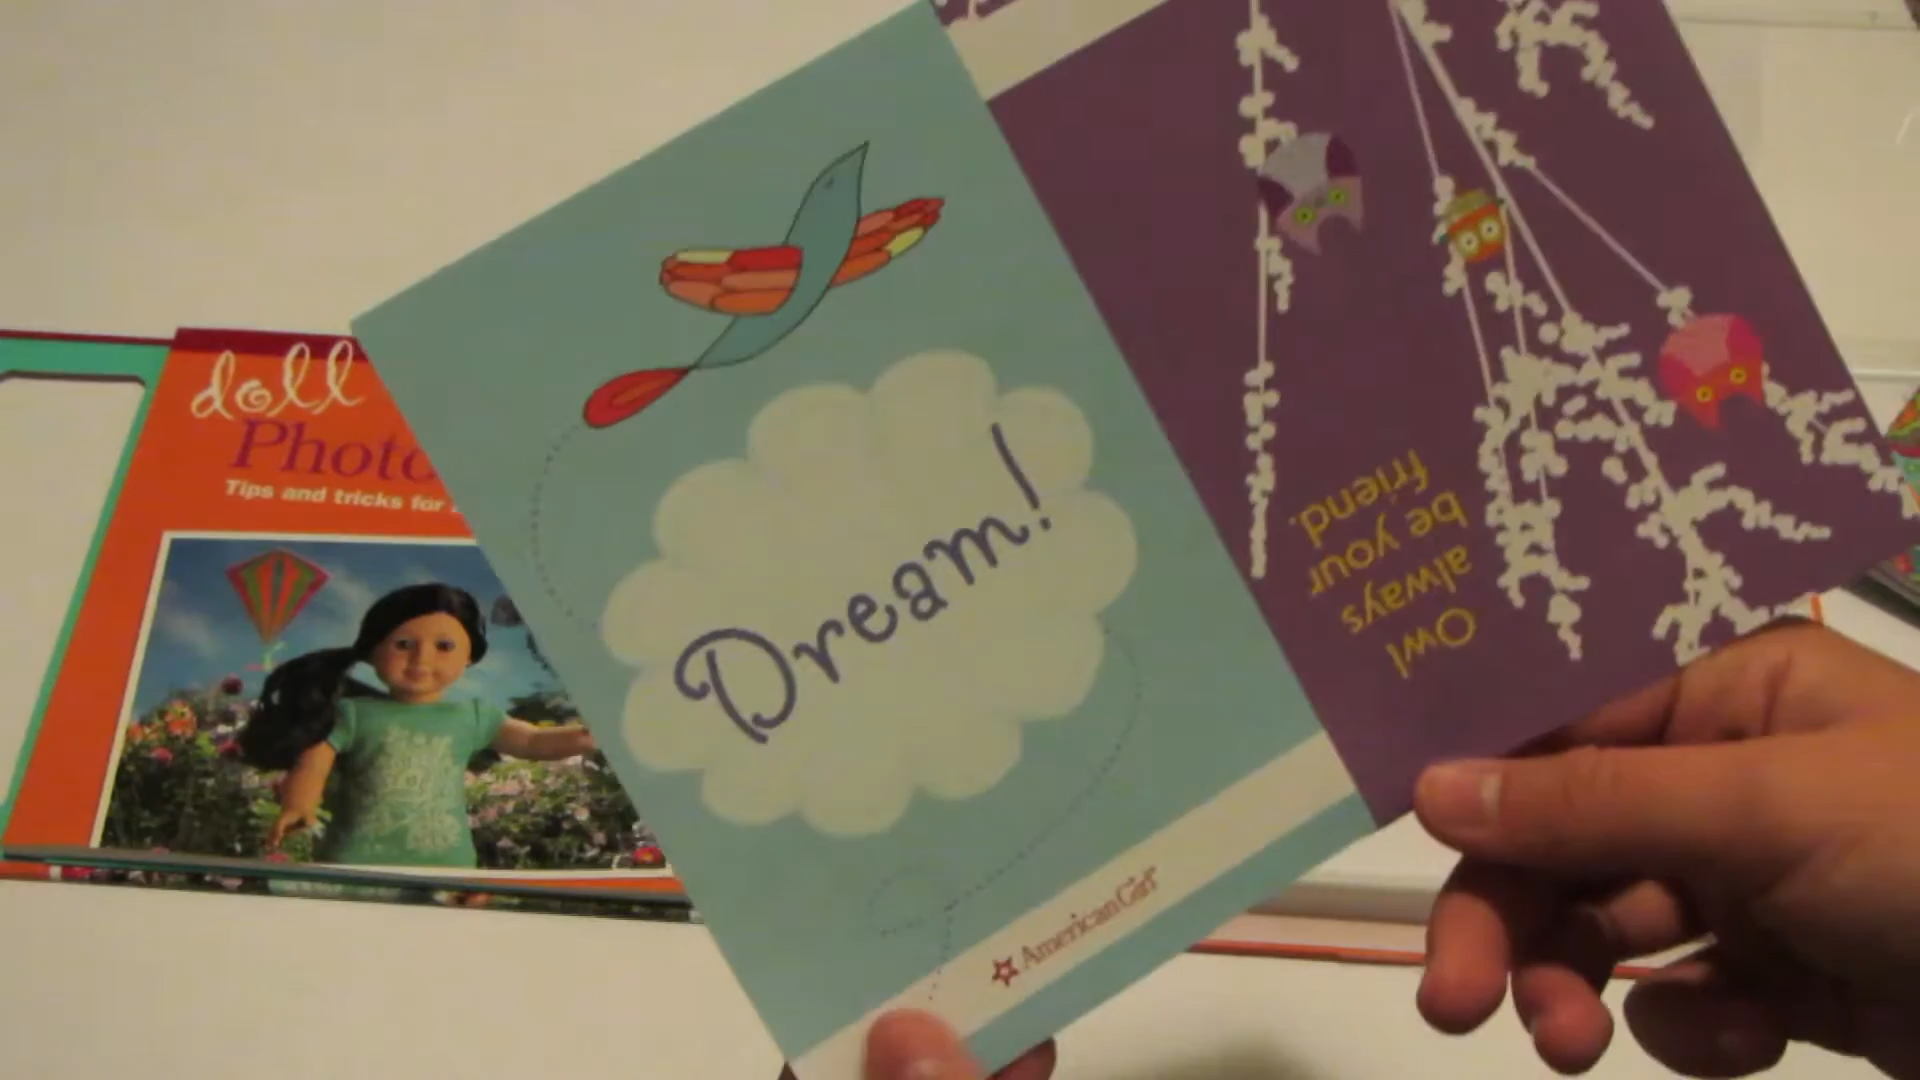 doll
Photo
Tips and tricks for
Dream!
American Girl
Owl
always
be your
friend.